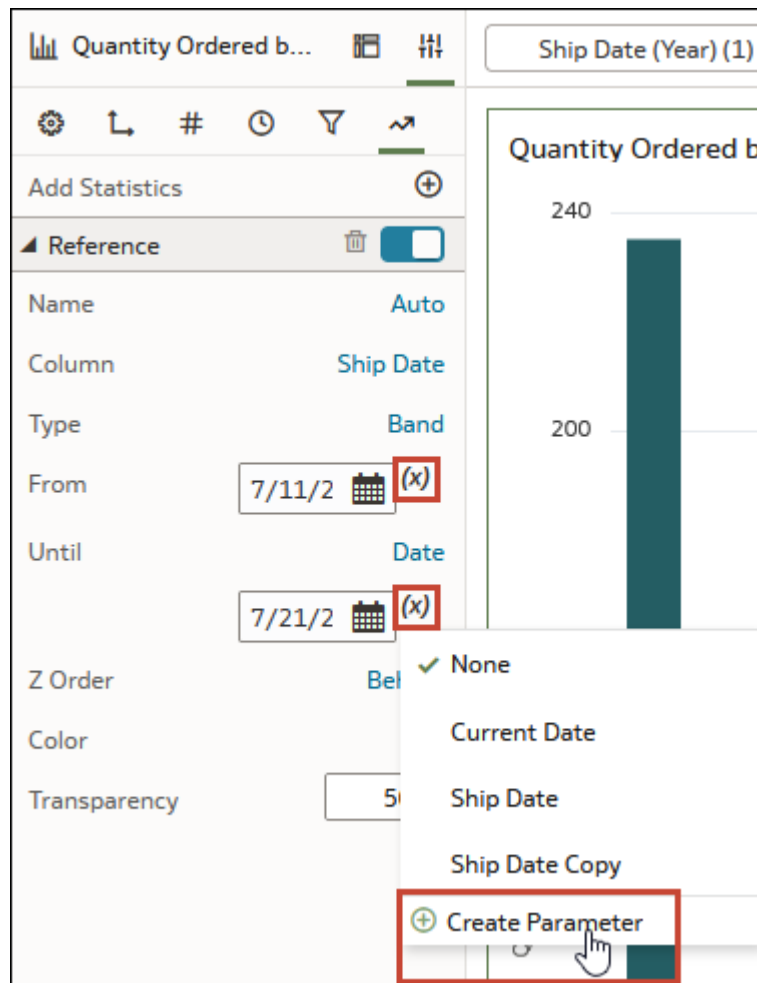 Quantity Ordered b...
Ship Date (Year) (1)
Add Statistics
Reference
Name Auto
Column Ship Date
Type Band
From 7/11/2 (x)
Until Date
7/21/2 (x)
Z Order Beh
Color
Transparency 50
None
Current Date
Ship Date
Ship Date Copy
Create Parameter
Quantity Ordered b
240
200